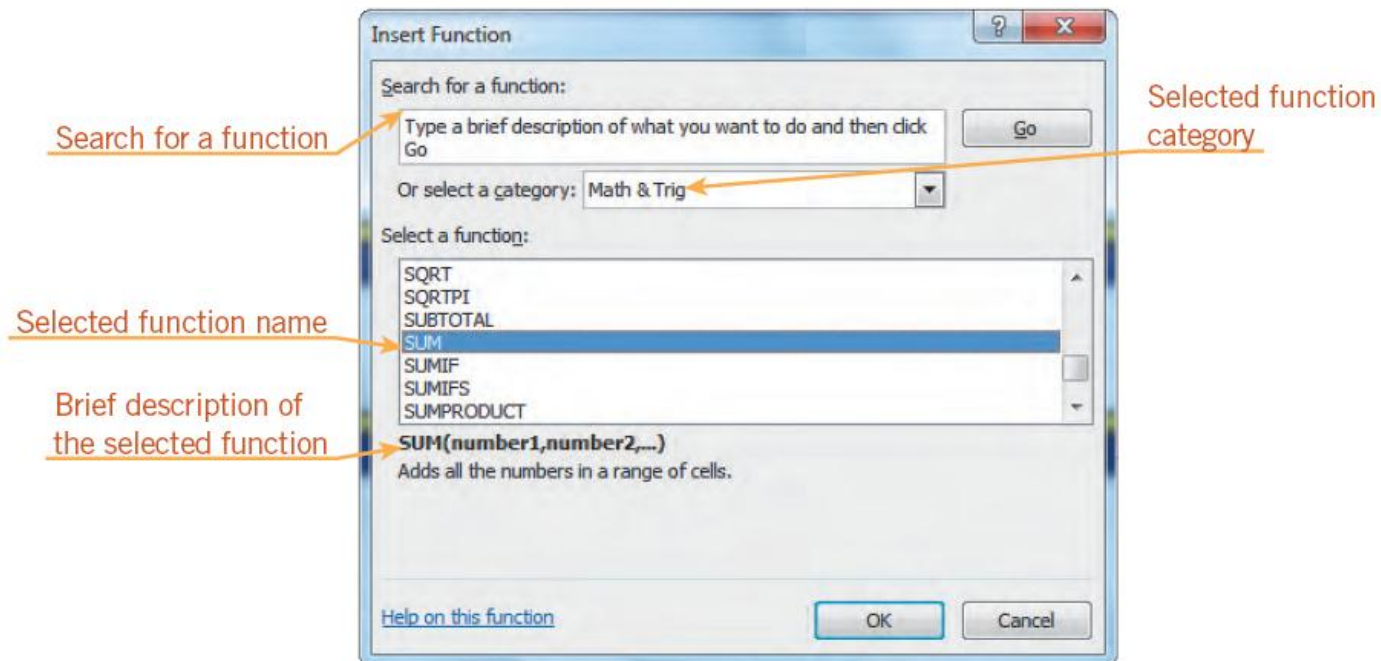 Insert Function
?
X
Search for a function:
Search for a function
Type a brief description of what you want to do and then click
Go
Go
Selected function
category
Or select a category: Math & Trig
Select a function:
SQRT
SQRTPI
SUBTOTAL
Selected function name
SUM
SUMIF
SUMIFS
SUMPRODUCT
Brief description of
the selected function
SUM(number1,number2,...)
Adds all the numbers in a range of cells.
Help on this function
OK
Cancel